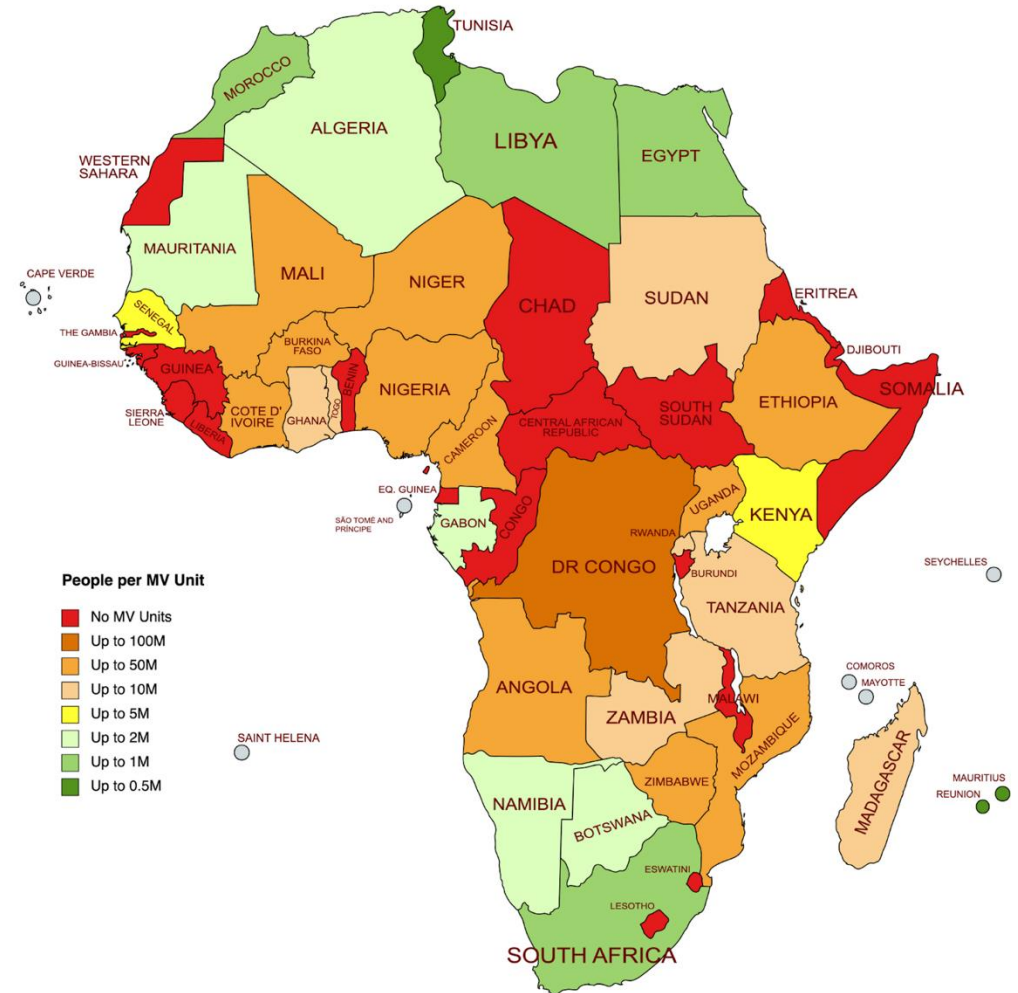 TUNISIA
MOROCCO
ALGERIA
LIBYA
EGYPT
WESTERN
SAHARA
MAURITANIA
CAPE VERDE
MALI
NIGER
CHAD
SUDAN
ERITREA
SENEGAL
THE GAMBIA
GUINEA-BISSAU
GUINEA
BURKINA
FASO
DJIBOUTI
SIERRA
LEONE
LIBERIA
COTE D'
IVOIRE
GHANA
TOGO
BENIN
NIGERIA
CAMEROON
CENTRAL AFRICAN
REPUBLIC
SOUTH
SUDAN
ETHIOPIA
SOMALIA
EQ. GUINEA
SÃO TOMÉ AND
PRÍNCIPE
GABON
CONGO
DR CONGO
UGANDA
KENYA
RWANDA
BURUNDI
TANZANIA
SEYCHELLES
People per MV Unit
No MV Units
Up to 100M
Up to 50M
Up to 10M
Up to 5M
Up to 2M
Up to 1M
Up to 0.5M
ANGOLA
ZAMBIA
MALAWI
MOZAMBIQUE
COMOROS
MAYOTTE
SAINT HELENA
ZIMBABWE
MADAGASCAR
MAURITIUS
REUNION
NAMIBIA
BOTSWANA
ESWATINI
LESOTHO
SOUTH AFRICA